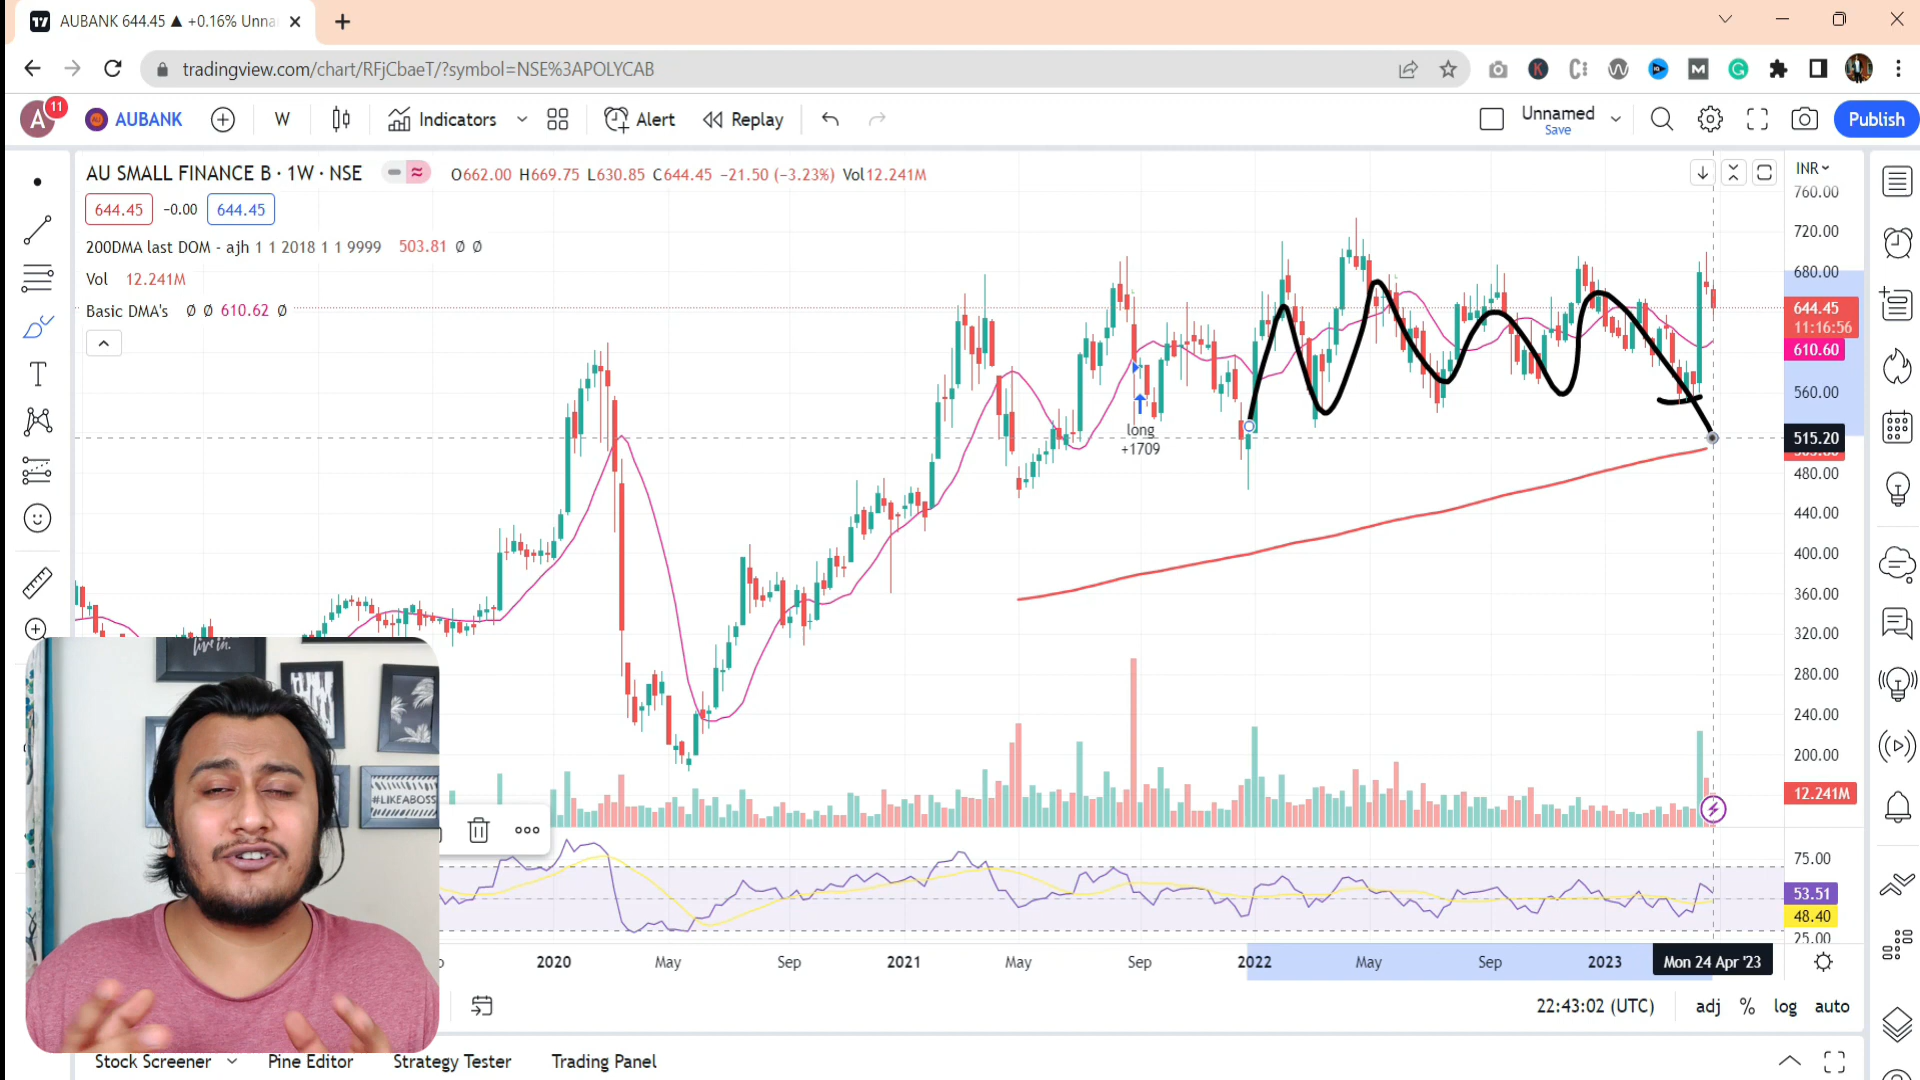 AUBANK 644.45 ▲ +0.16% Unna
tradingview.com/chart/RFjCbaeT/?symbol=NSE%3APOLYCAB
A 11 AUBANK W Indicators Alert Replay Unnamed Save Publish
AU SMALL FINANCE B · 1W · NSE O662.00 H669.75 L630.85 C644.45 −21.50 (−3.23%) Vol12.241M
644.45 −0.00 644.45
200DMA last DOM - ajh 1 1 2018 1 1 9999 503.81 Ø Ø
Vol 12.241M
Basic DMA's Ø Ø 610.62 Ø
long
+1709
INR
760.00
720.00
680.00
644.45
11:16:56
610.60
560.00
515.20
480.00
440.00
400.00
360.00
320.00
280.00
240.00
200.00
12.241M
75.00
53.51
48.40
25.00
live in.
#LIKEABOSS
2020 May Sep 2021 May Sep 2022 May Sep 2023 Mon 24 Apr '23
22:43:02 (UTC) adj % log auto
Stock Screener Pine Editor Strategy Tester Trading Panel